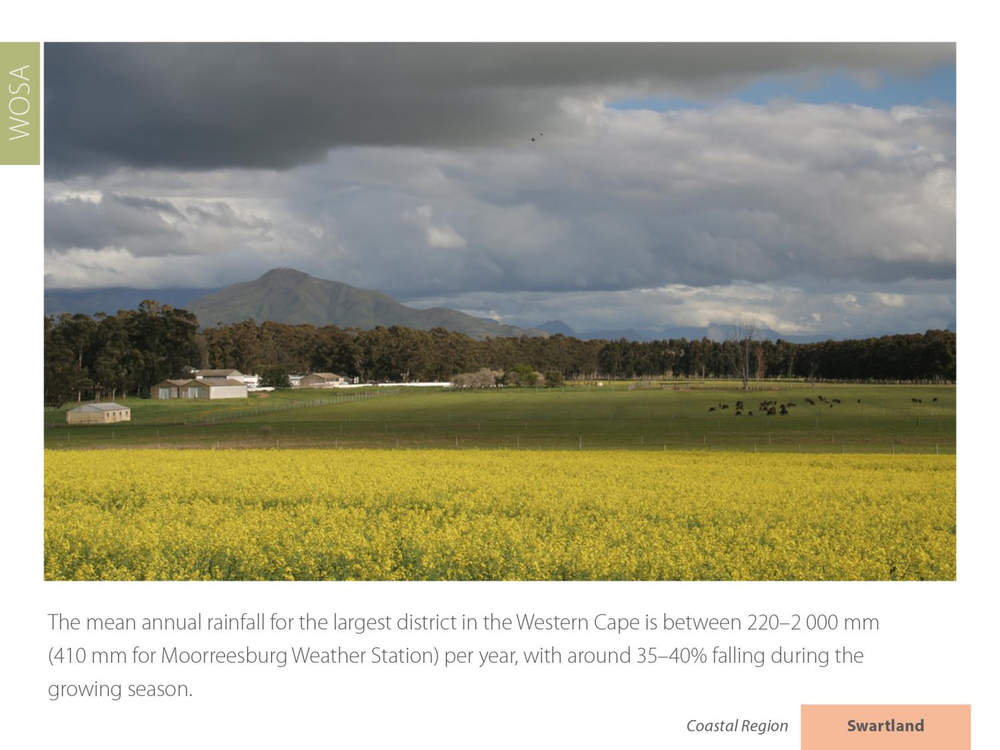 WOSA
The mean annual rainfall for the largest district in the Western Cape is between 220–2 000 mm
(410 mm for Moorreesburg Weather Station) per year, with around 35–40% falling during the
growing season.
Coastal Region
Swartland